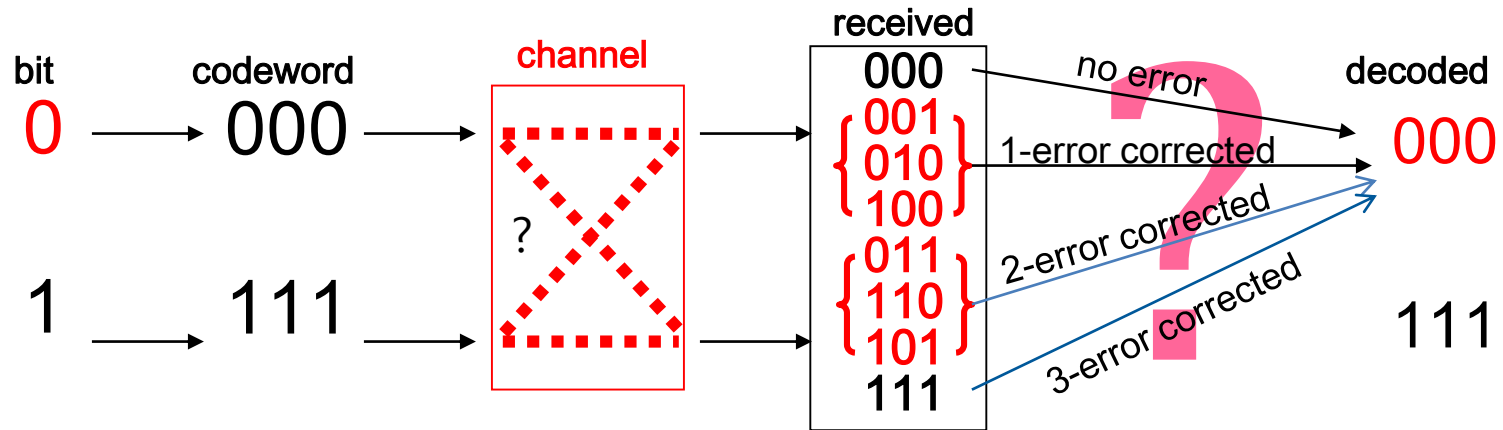 bit
codeword
channel
received
decoded
0
000
1
111
?
000
001
010
100
011
110
101
111
no error
1-error corrected
2-error corrected
3-error corrected
?
000
111